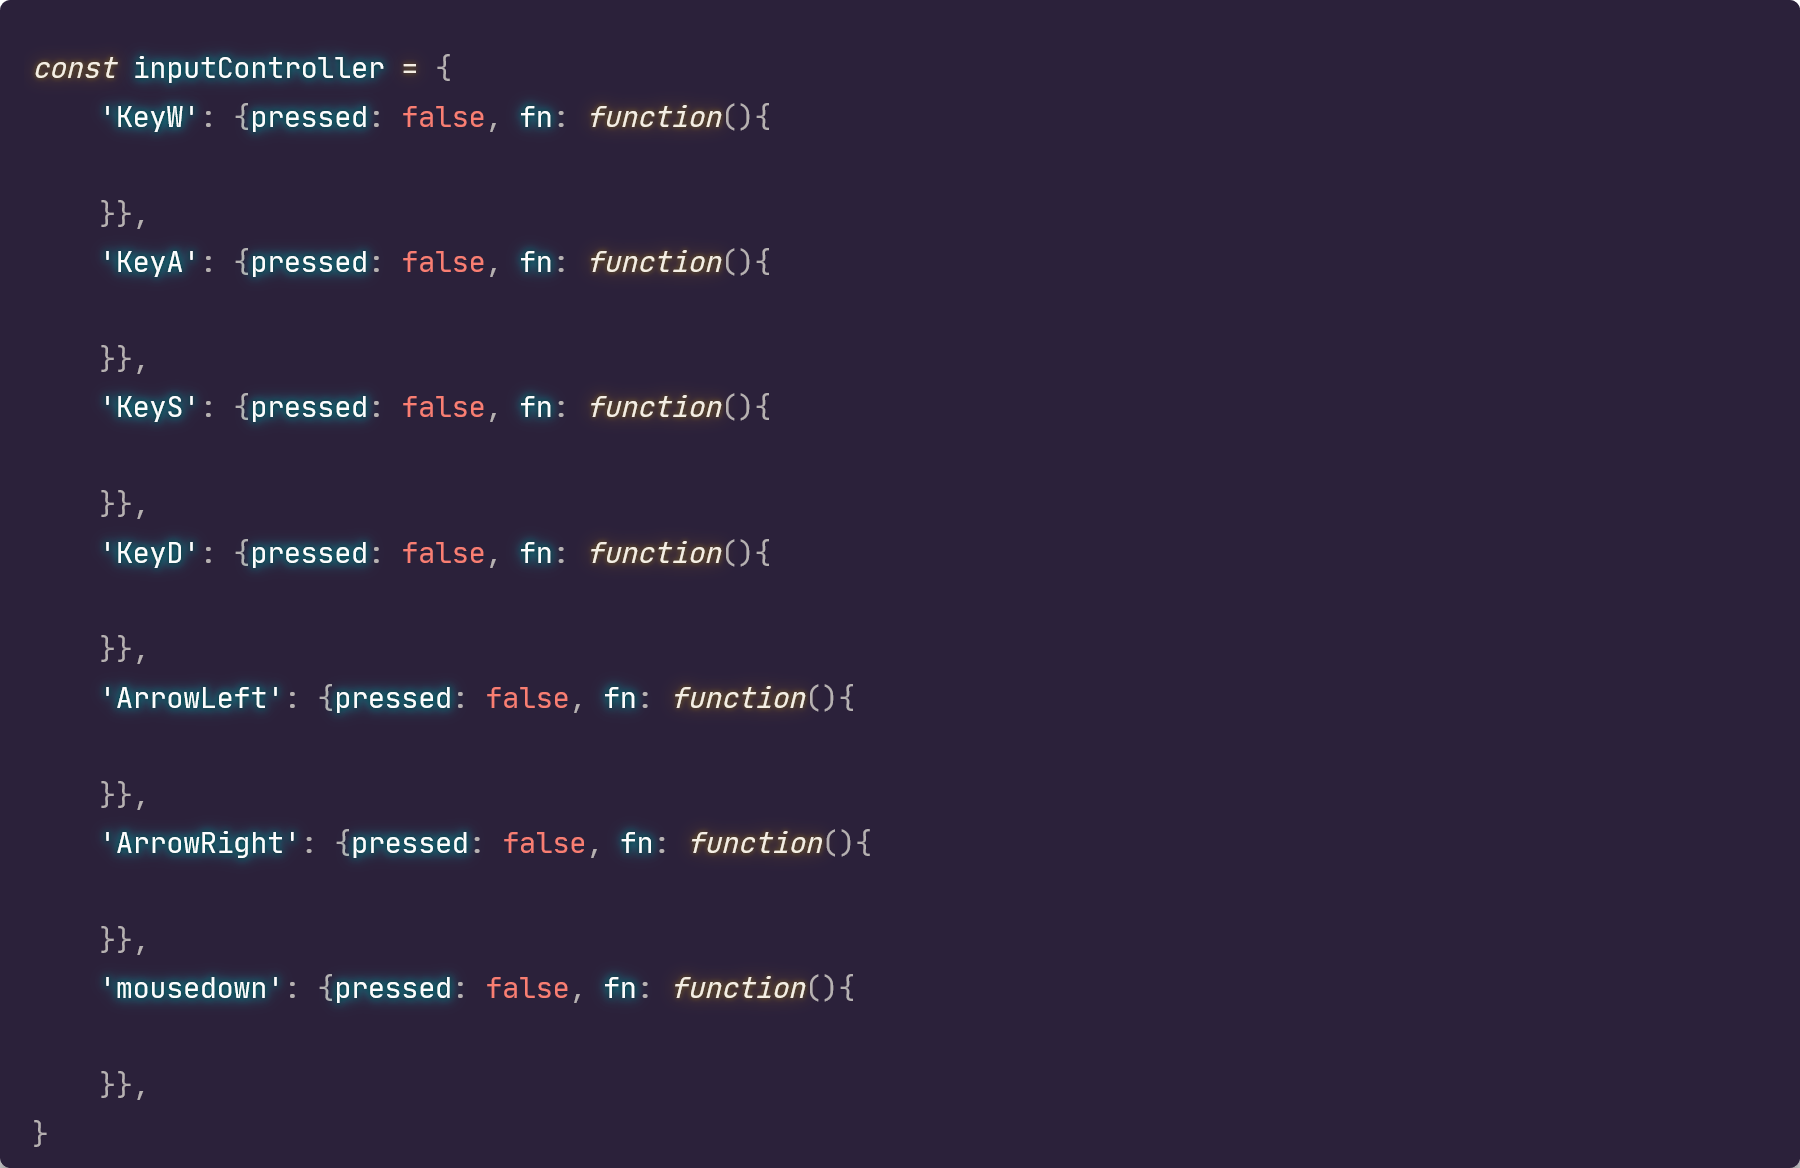 const inputController = {
    'KeyW': {pressed: false, fn: function(){

    }},
    'KeyA': {pressed: false, fn: function(){

    }},
    'KeyS': {pressed: false, fn: function(){

    }},
    'KeyD': {pressed: false, fn: function(){

    }},
    'ArrowLeft': {pressed: false, fn: function(){

    }},
    'ArrowRight': {pressed: false, fn: function(){

    }},
    'mousedown': {pressed: false, fn: function(){

    }},
}